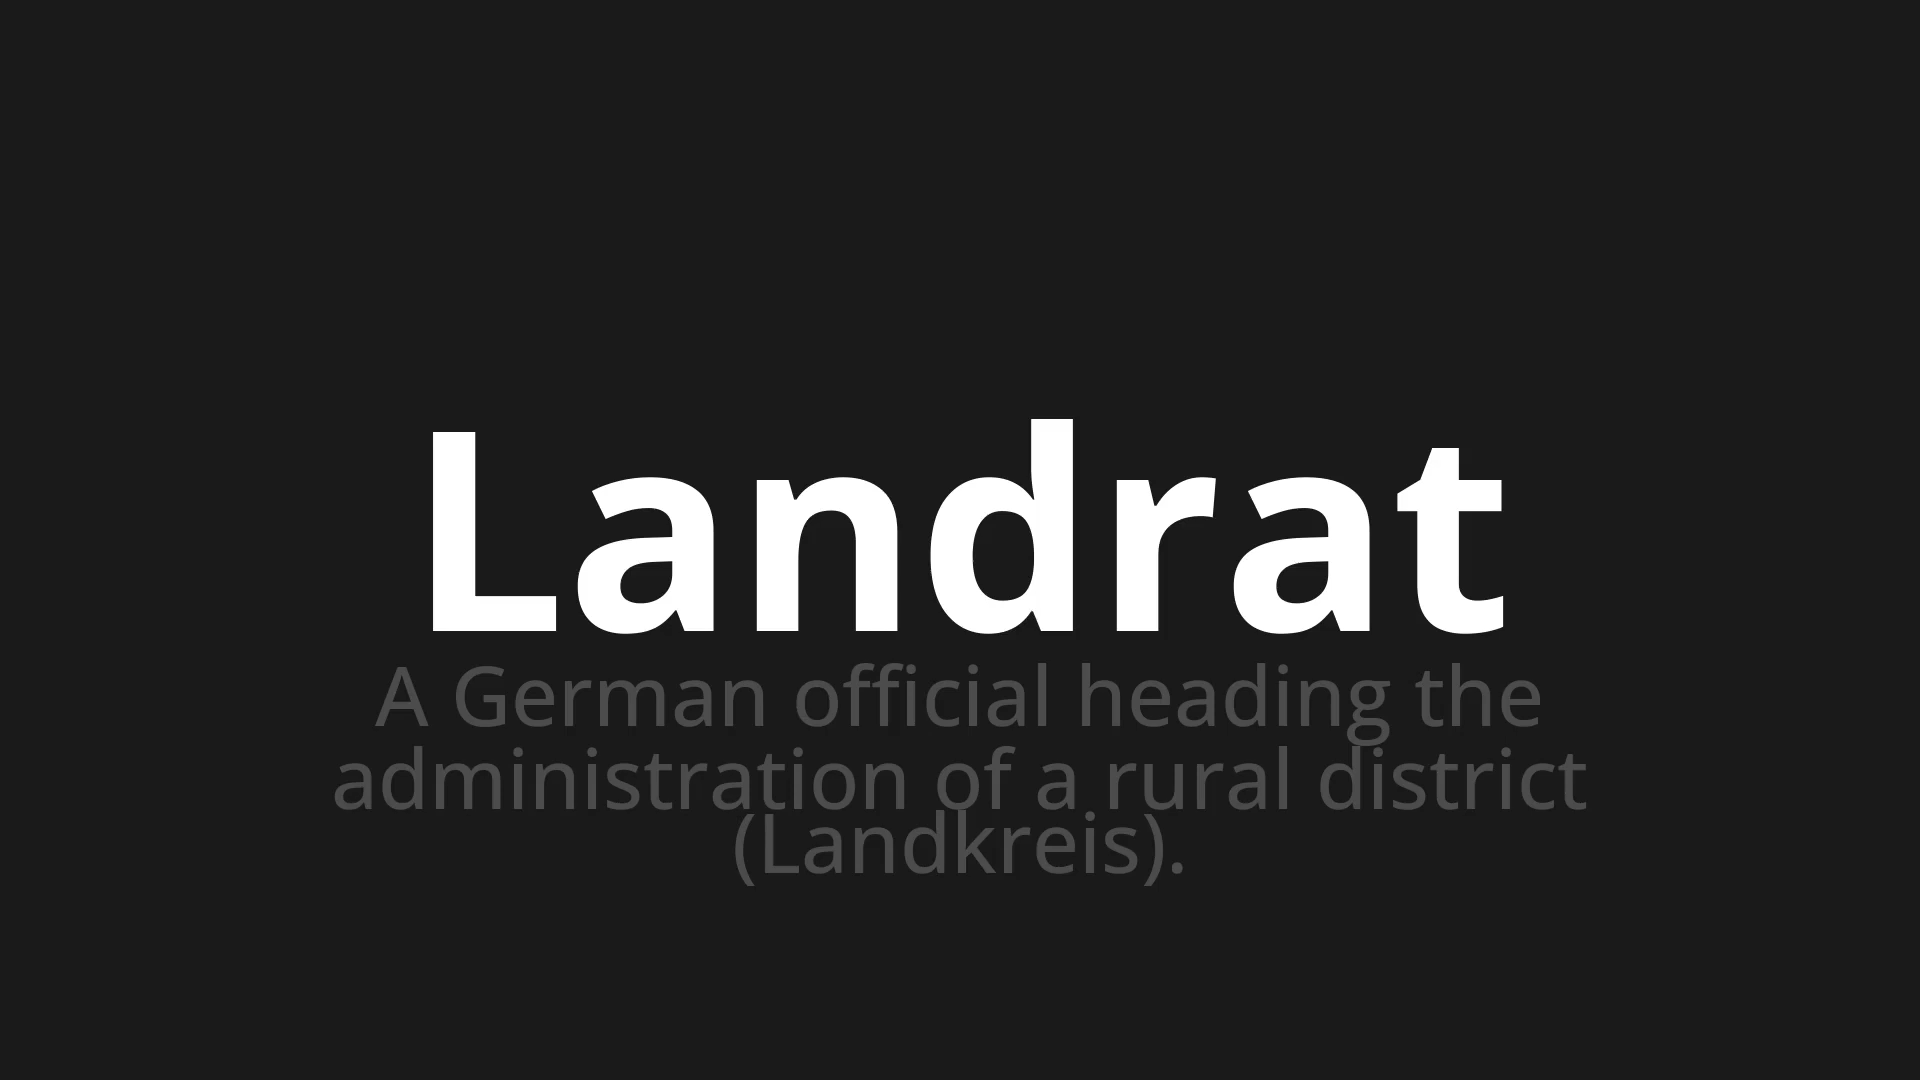 Landrat
A German official heading the
administration of a rural district
(Landkreis).